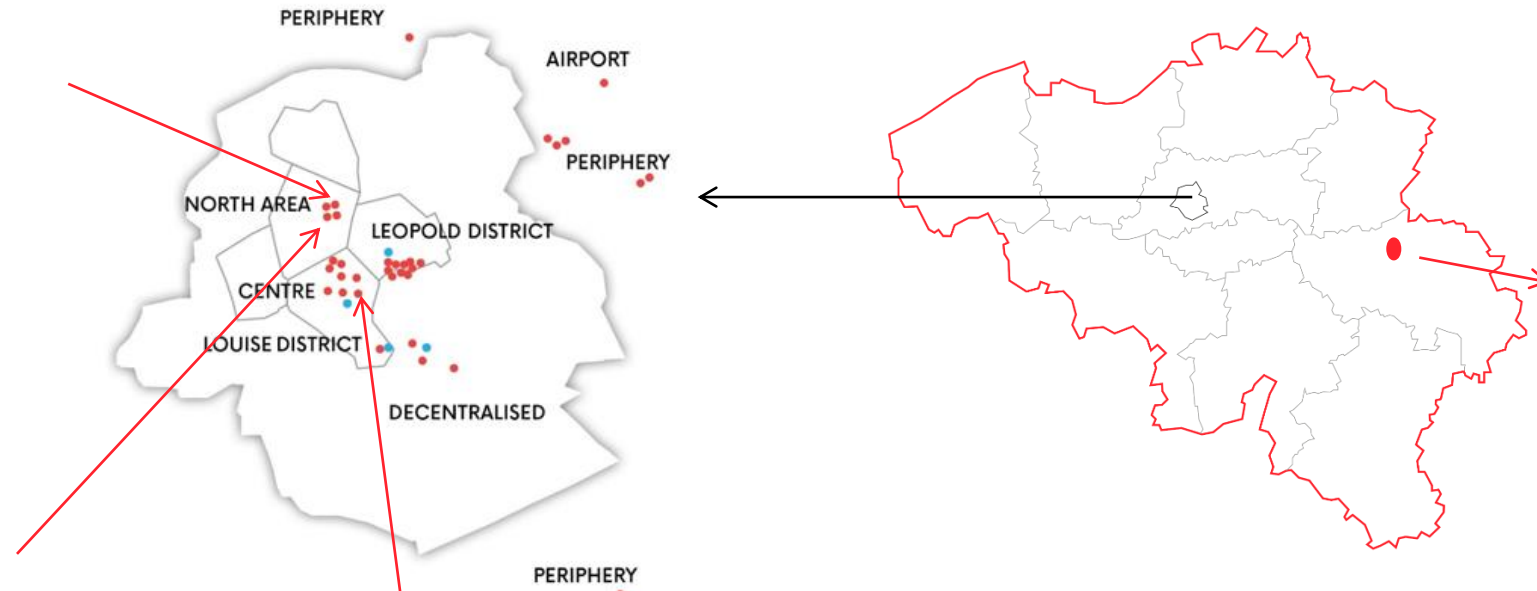 PERIPHERY
AIRPORT
PERIPHERY
NORTH AREA
LEOPOLD DISTRICT
CENTRE
LOUISE DISTRICT
DECENTRALISED
PERIPHERY